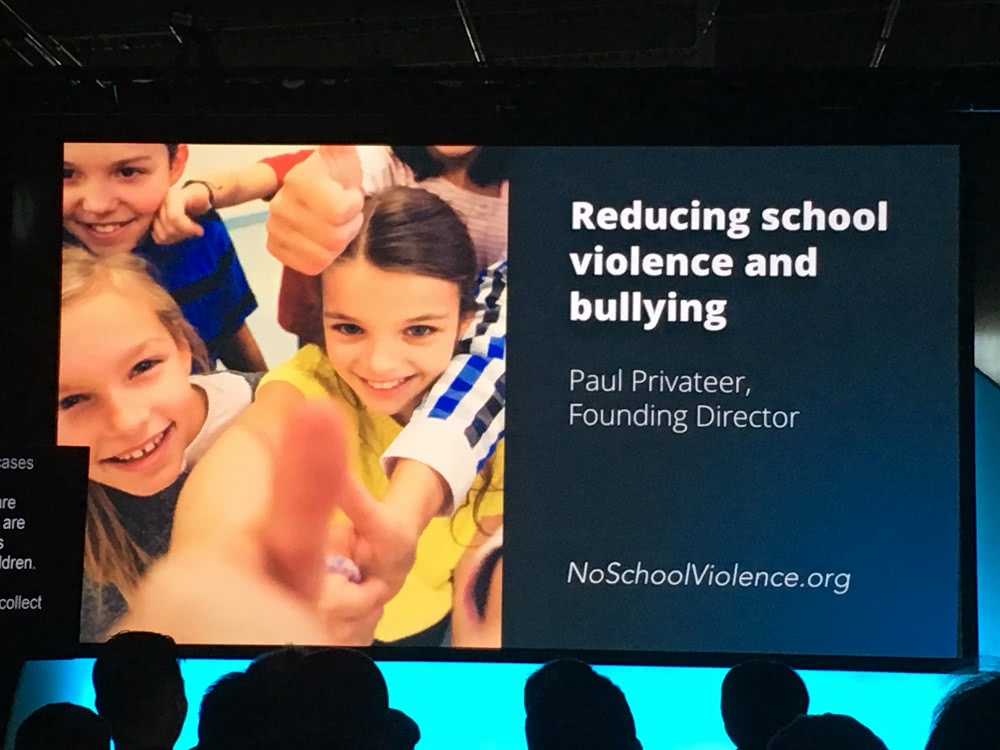 Reducing school
violence and
bullying
Paul Privateer,
Founding Director
NoSchoolViolence.org
cases
are
are
ldren.
collect